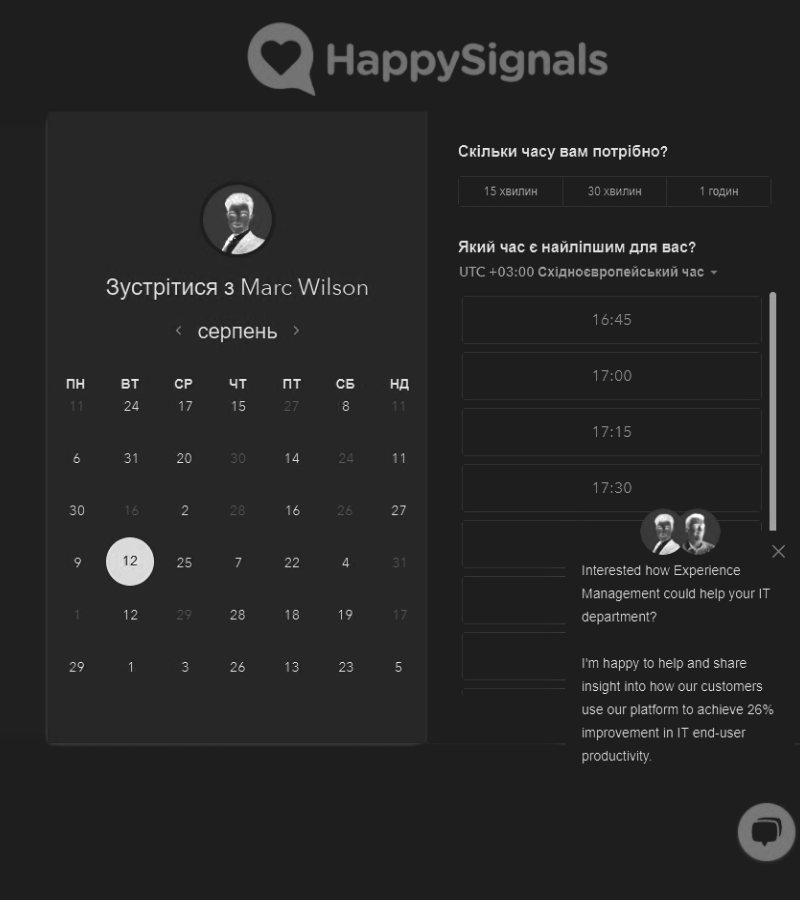 HappySignals
Зустрітися з Marc Wilson
серпень
ПН ВТ СР ЧТ ПТ СБ НД
11 24 17 15 27 8 11
6 31 20 30 14 24 11
30 16 2 28 16 26 27
9 12 25 7 22 4 31
1 12 29 28 18 19 17
29 1 3 26 13 23 5
Скільки часу вам потрібно?
15 хвилин 30 хвилин 1 годин
Який час є найліпшим для вас?
UTC +03:00 Східноєвропейський час
16:45
17:00
17:15
17:30
Interested how Experience
Management could help your IT
department?
I'm happy to help and share
insight into how our customers
use our platform to achieve 26%
improvement in IT end-user
productivity.